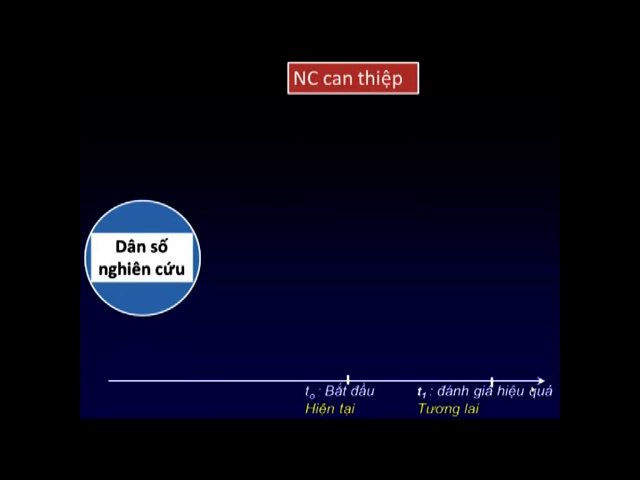 NC can thiệp
Dân số
nghiên cứu
to : Bắt đầu
t1 : đánh giá hiệu quả
Hiện tại
Tương lai